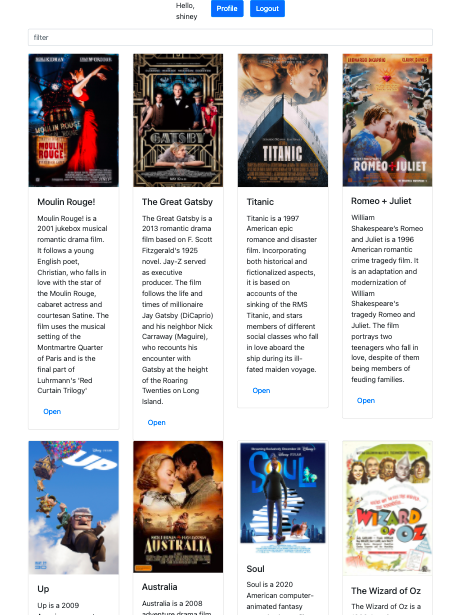 Hello,
shiney
Profile
Logout
filter
MOULIN ROUGE!
GATSBY
TITANIC
ROMEO + JULIET
Moulin Rouge!
Moulin Rouge! is a
2001 jukebox musical
romantic drama film.
It follows a young
English poet,
Christian, who falls in
love with the star of
the Moulin Rouge,
cabaret actress and
courtesan Satine. The
film uses the musical
setting of the
Montmartre Quarter
of Paris and is the
final part of
Luhrmann's 'Red
Curtain Trilogy'
Open
The Great Gatsby
The Great Gatsby is a
2013 romantic drama
film based on F. Scott
Fitzgerald's 1925
novel. Jay-Z served
as executive
producer. The film
follows the life and
times of millionaire
Jay Gatsby (DiCaprio)
and his neighbor Nick
Carraway (Maguire),
who recounts his
encounter with
Gatsby at the height
of the Roaring
Twenties on Long
Island.
Open
Titanic
Titanic is a 1997
American epic
romance and disaster
film. Incorporating
both historical and
fictionalized aspects,
it is based on
accounts of the
sinking of the RMS
Titanic, and stars
members of different
social classes who fall
in love aboard the
ship during its ill-
fated maiden voyage.
Open
Romeo + Juliet
William
Shakespeare's Romeo
and Juliet is a 1996
American romantic
crime tragedy film. It
is an adaptation and
modernization of
William
Shakespeare's
tragedy Romeo and
Juliet. The film
portrays two
teenagers who fall in
love, despite of them
being members of
feuding families.
Open
UP
AUSTRALIA
SOUL
WIZARD
OF OZ
Up
Up is a 2009
Australia
Australia is a 2008
adventure drama film
Soul
Soul is a 2020
American computer-
animated fantasy
The Wizard of Oz
The Wizard of Oz is a